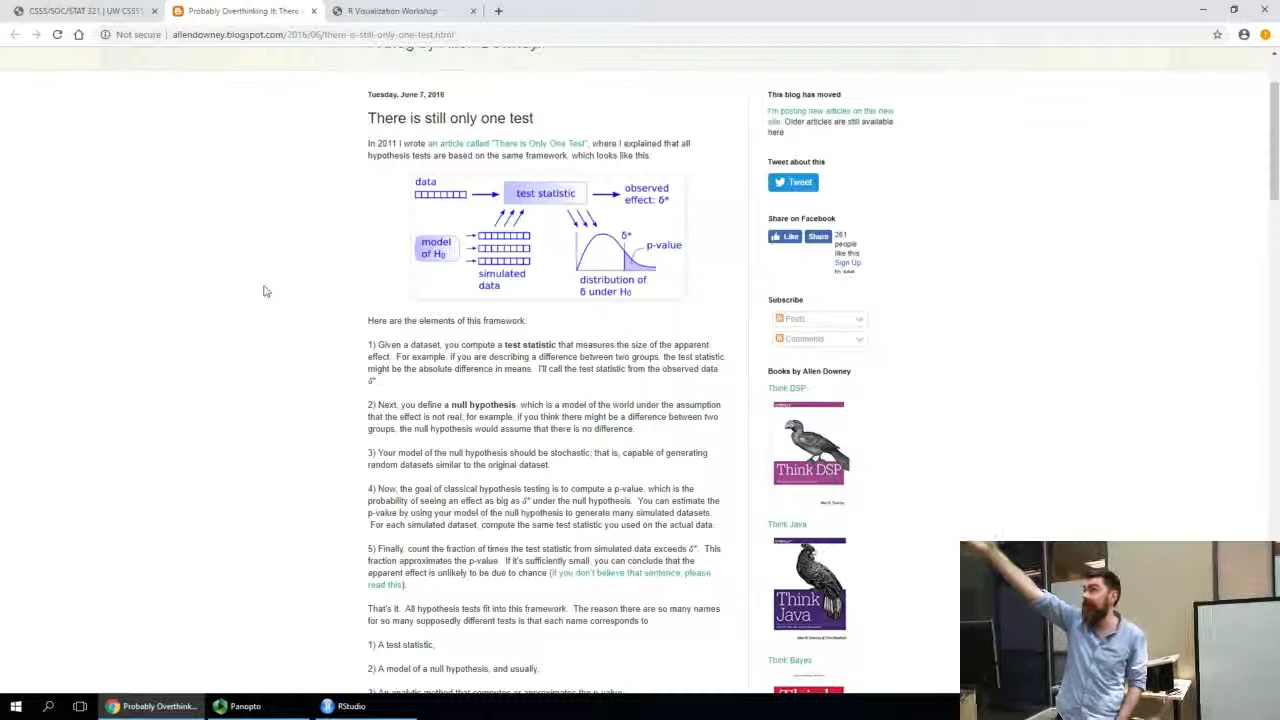 CSSS/SOC/STAT 321 | UW CSSS
Probably Overthinking It: There
R Visualization Workshop
Not secure
allendowney.blogspot.com/2016/06/there-is-still-only-one-test.html
Tuesday, June 7, 2016
There is still only one test
In 2011 I wrote an article called "There is Only One Test", where I explained that all
hypothesis tests are based on the same framework, which looks like this:
data
test statistic
observed
effect: δ*
model
of H₀
simulated
data
δ*
p-value
distribution of
δ under H₀
Here are the elements of this framework:
1) Given a dataset, you compute a test statistic that measures the size of the apparent
effect. For example, if you are describing a difference between two groups, the test statistic
might be the absolute difference in means. I'll call the test statistic from the observed data
δ*.
2) Next, you define a null hypothesis, which is a model of the world under the assumption
that the effect is not real; for example, if you think there might be a difference between two
groups, the null hypothesis would assume that there is no difference.
3) Your model of the null hypothesis should be stochastic; that is, capable of generating
random datasets similar to the original dataset.
4) Now, the goal of classical hypothesis testing is to compute a p-value, which is the
probability of seeing an effect as big as δ* under the null hypothesis. You can estimate the
p-value by using your model of the null hypothesis to generate many simulated datasets.
For each simulated dataset, compute the same test statistic you used on the actual data.
5) Finally, count the fraction of times the test statistic from simulated data exceeds δ*. This
fraction approximates the p-value. If it's sufficiently small, you can conclude that the
apparent effect is unlikely to be due to chance (if you don't believe that sentence, please
read this).
That's it. All hypothesis tests fit into this framework. The reason there are so many names
for so many supposedly different tests is that each name corresponds to
1) A test statistic,
2) A model of a null hypothesis, and usually,
3) An analytic method that computes or approximates the p-value.
This blog has moved
I'm posting new articles on this new
site. Older articles are still available
here
Tweet about this
Tweet
Share on Facebook
Like Share
261
people
like this.
Sign Up
to see
Subscribe
Posts
Comments
Books by Allen Downey
Think DSP
Think DSP
Allen B. Downey
Think Java
Think
Java
Think Bayes
Probably Overthink...
Panopto
RStudio